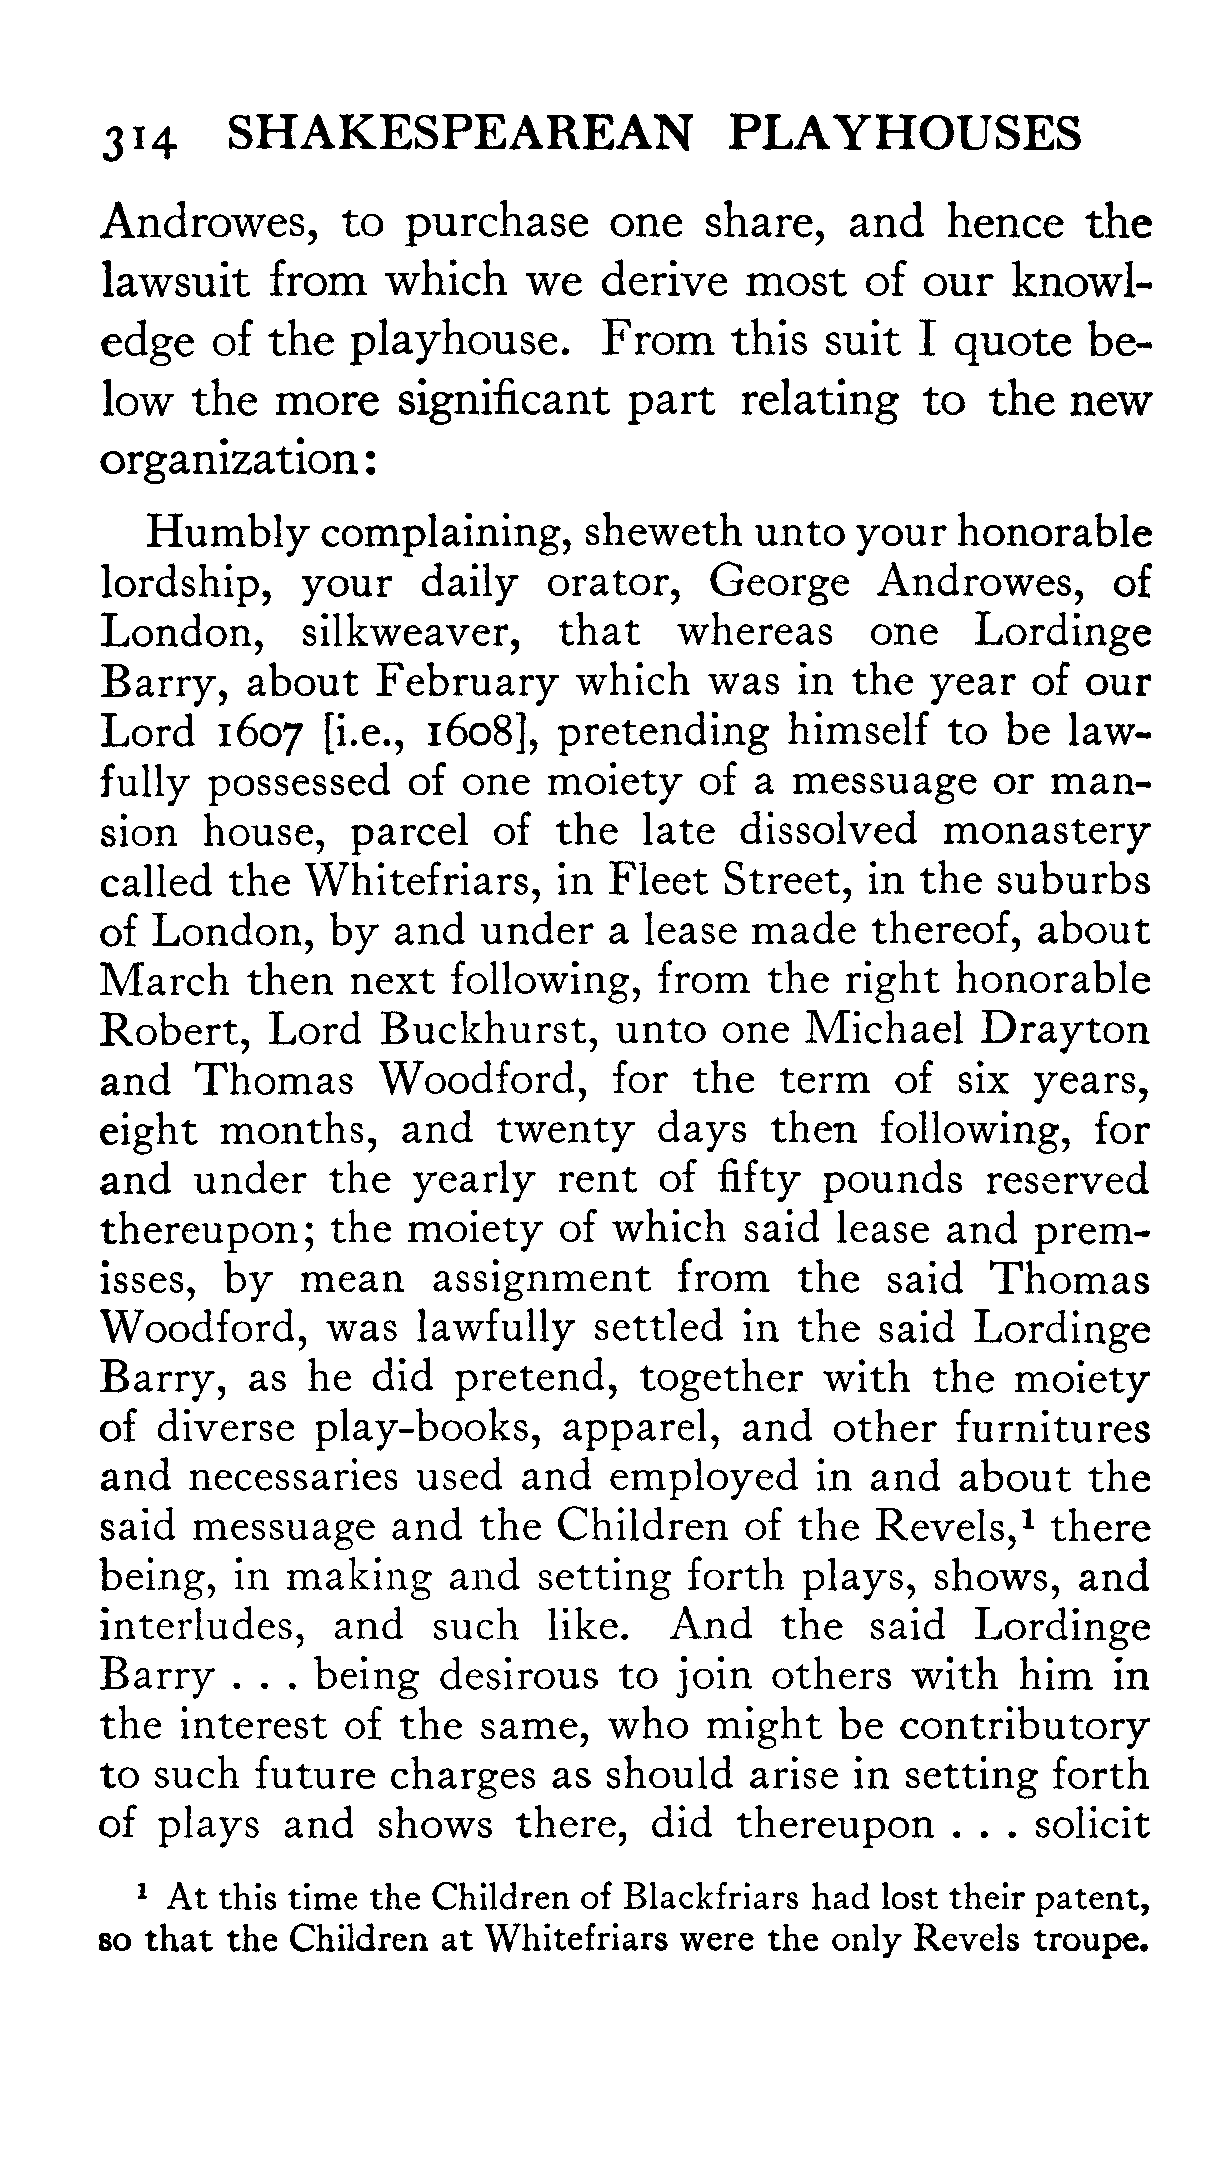 314 SHAKESPEAREAN PLAYHOUSES
Androwes, to purchase one share, and hence the
lawsuit from which we derive most of our knowl-
edge of the playhouse. From this suit I quote be-
low the more significant part relating to the new
organization:
Humbly complaining, sheweth unto your honorable
lordship, your daily orator, George Androwes, of
London, silkweaver, that whereas one Lordinge
Barry, about February which was in the year of our
Lord 1607 [i.e., 1608], pretending himself to be law-
fully possessed of one moiety of a messuage or man-
sion house, parcel of the late dissolved monastery
called the Whitefriars, in Fleet Street, in the suburbs
of London, by and under a lease made thereof, about
March then next following, from the right honorable
Robert, Lord Buckhurst, unto one Michael Drayton
and Thomas Woodford, for the term of six years,
eight months, and twenty days then following, for
and under the yearly rent of fifty pounds reserved
thereupon; the moiety of which said lease and prem-
isses, by mean assignment from the said Thomas
Woodford, was lawfully settled in the said Lordinge
Barry, as he did pretend, together with the moiety
of diverse play-books, apparel, and other furnitures
and necessaries used and employed in and about the
said messuage and the Children of the Revels,¹ there
being, in making and setting forth plays, shows, and
interludes, and such like. And the said Lordinge
Barry . . . being desirous to join others with him in
the interest of the same, who might be contributory
to such future charges as should arise in setting forth
of plays and shows there, did thereupon . . . solicit
¹ At this time the Children of Blackfriars had lost their patent,
so that the Children at Whitefriars were the only Revels troupe.